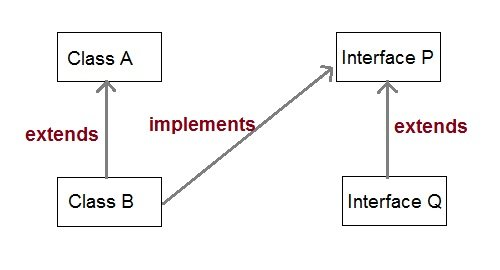 Class A
Interface P
extends
implements
extends
Class B
Interface Q